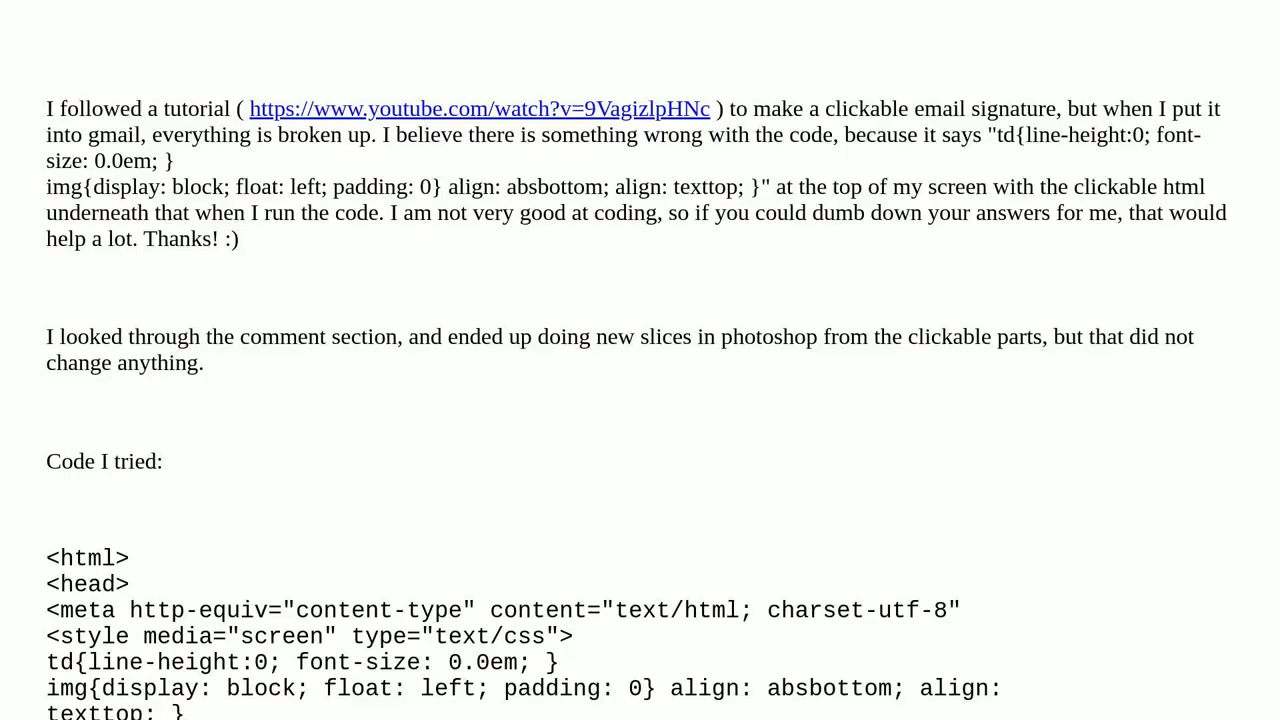 I followed a tutorial ( https://www.youtube.com/watch?v=9VagizlpHNc ) to make a clickable email signature, but when I put it
into gmail, everything is broken up. I believe there is something wrong with the code, because it says "td{line-height:0; font-
size: 0.0em; }
img{display: block; float: left; padding: 0} align: absbottom; align: texttop; }" at the top of my screen with the clickable html
underneath that when I run the code. I am not very good at coding, so if you could dumb down your answers for me, that would
help a lot. Thanks! :)
I looked through the comment section, and ended up doing new slices in photoshop from the clickable parts, but that did not
change anything.
Code I tried:
<html>
<head>
<meta http-equiv="content-type" content="text/html; charset-utf-8"
<style media="screen" type="text/css">
td{line-height:0; font-size: 0.0em; }
img{display: block; float: left; padding: 0} align: absbottom; align:
texttop; }